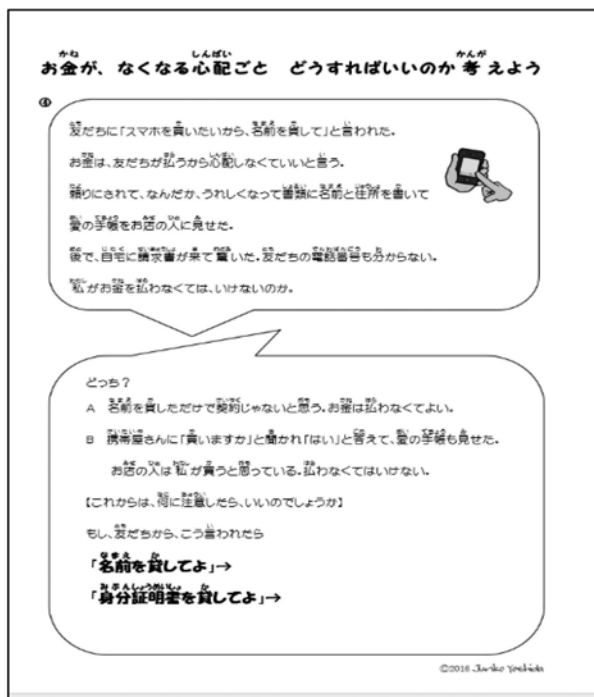 お金が、なくなる心配ごと　どうすればいいのか考えよう
④
友だちに「スマホを買いたいから、名前を貸して」と言われた。
お金は、友だちが払うから心配しなくていいと言う。
頼りにされて、なんだか、うれしくなって書類に名前と住所を書いて
愛の手帳をお店の人に見せた。
後で、自宅に請求書が来て驚いた。友だちの電話番号も分からない。
私がお金を払わなくては、いけないのか。
どっち？
A　名前を貸しただけで契約じゃないと思う。お金は払わなくてよい。
B　携帯屋さんに「買いますか」と聞かれ「はい」と答えて、愛の手帳も見せた。
お店の人は私が買うと思っている。払わなくてはいけない。
【これからは、何に注意したら、いいのでしょうか】
もし、友だちから、こう言われたら
「名前を貸してよ」→
「身分証明書を貸してよ」→
©2016 Junko Yoshida